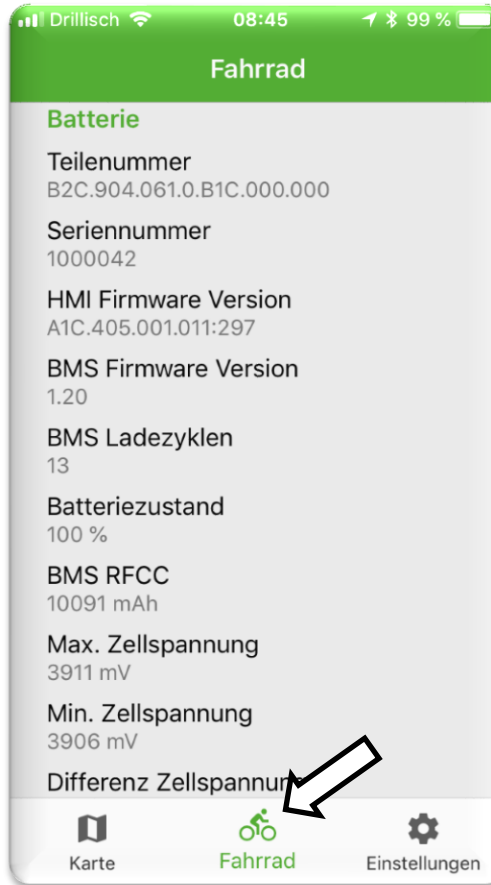 Drillisch 08:45 99 %
Fahrrad
Batterie
Teilenummer
B2C.904.061.0.B1C.000.000
Seriennummer
1000042
HMI Firmware Version
A1C.405.001.011:297
BMS Firmware Version
1.20
BMS Ladezyklen
13
Batteriezustand
100 %
BMS RFCC
10091 mAh
Max. Zellspannung
3911 mV
Min. Zellspannung
3906 mV
Differenz
Karte Fahrrad Einstellungen